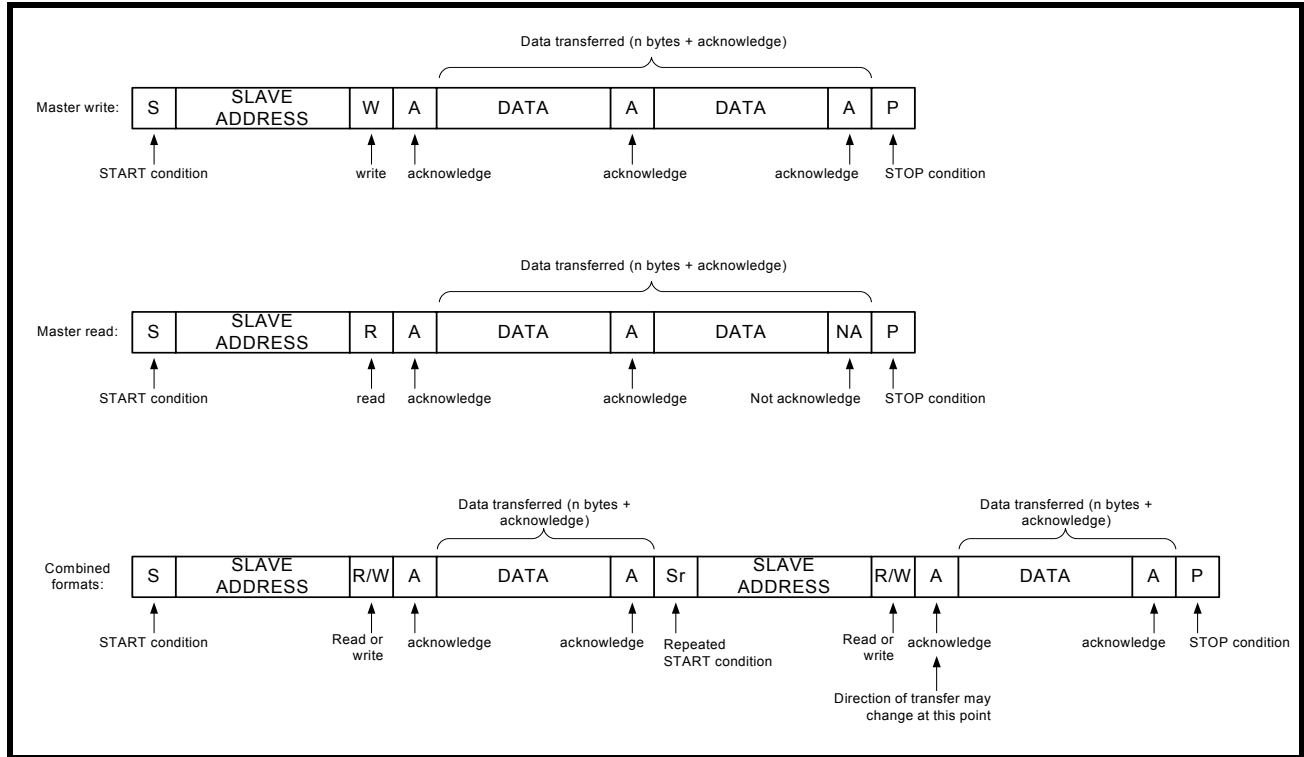 Data transferred (n bytes + acknowledge)
Master write:
S
SLAVE
ADDRESS
W
A
DATA
A
DATA
A
P
START condition
write
acknowledge
acknowledge
acknowledge
STOP condition
Data transferred (n bytes + acknowledge)
Master read:
S
SLAVE
ADDRESS
R
A
DATA
A
DATA
NA
P
START condition
read
acknowledge
acknowledge
Not acknowledge
STOP condition
Data transferred (n bytes +
acknowledge)
Data transferred (n bytes +
acknowledge)
Combined
formats:
S
SLAVE
ADDRESS
R/W
A
DATA
A
Sr
SLAVE
ADDRESS
R/W
A
DATA
A
P
START condition
Read or
write
acknowledge
acknowledge
Repeated
START condition
Read or
write
acknowledge
acknowledge
STOP condition
Direction of transfer may
change at this point